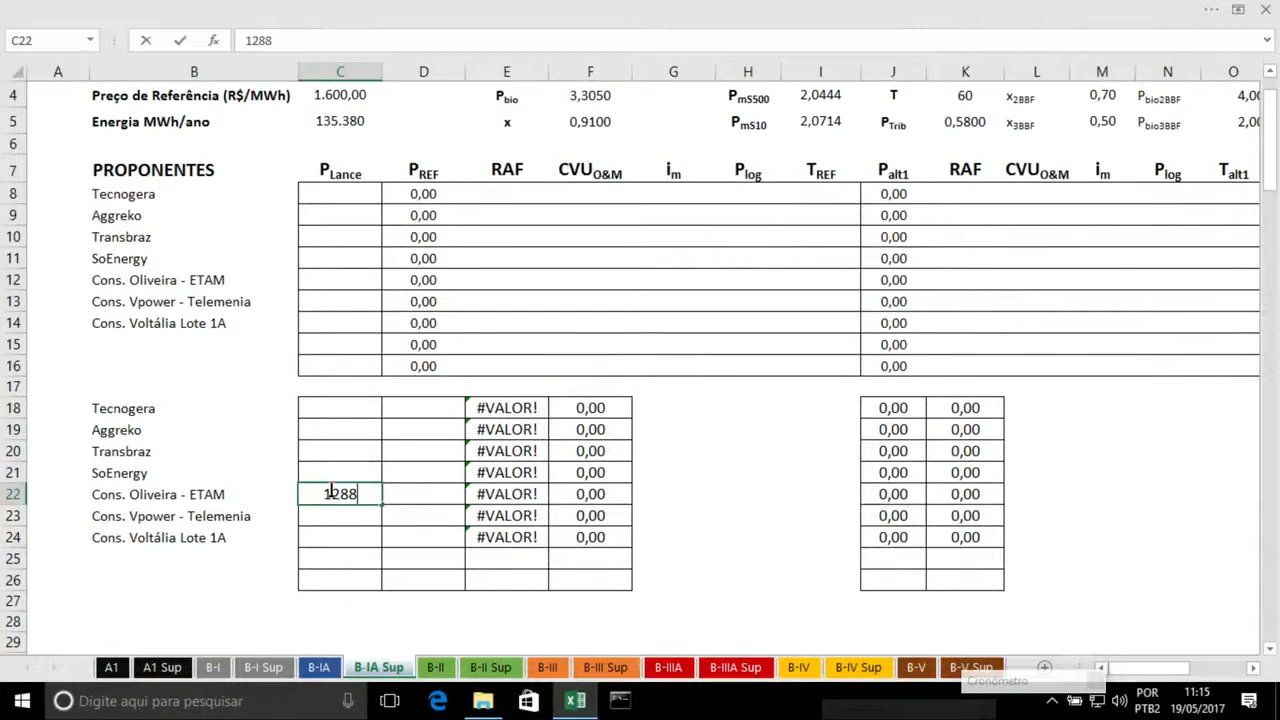 C22 1288
A B C D E F G H I J K L M N O
4 Preço de Referência (R$/MWh) 1.600,00 Pbio 3,3050 PmS500 2,0444 T 60 x2BBF 0,70 Pbio2BBF 4,00
5 Energia MWh/ano 135.380 x 0,9100 PmS10 2,0714 PTrib 0,5800 x3BBF 0,50 Pbio3BBF 2,00
6
7 PROPONENTES PLance PREF RAF CVUO&M im Plog TREF Palt1 RAF CVUO&M im Plog Talt1
8 Tecnogera 0,00 0,00
9 Aggreko 0,00 0,00
10 Transbraz 0,00 0,00
11 SoEnergy 0,00 0,00
12 Cons. Oliveira - ETAM 0,00 0,00
13 Cons. Vpower - Telemenia 0,00 0,00
14 Cons. Voltália Lote 1A 0,00 0,00
15 0,00 0,00
16 0,00 0,00
17
18 Tecnogera #VALOR! 0,00 0,00 0,00
19 Aggreko #VALOR! 0,00 0,00 0,00
20 Transbraz #VALOR! 0,00 0,00 0,00
21 SoEnergy #VALOR! 0,00 0,00 0,00
22 Cons. Oliveira - ETAM 1288 #VALOR! 0,00 0,00 0,00
23 Cons. Vpower - Telemenia #VALOR! 0,00 0,00 0,00
24 Cons. Voltália Lote 1A #VALOR! 0,00 0,00 0,00
25
26
27
28
29
A1 A1 Sup B-I B-I Sup B-IA B-IA Sup B-II B-II Sup B-III B-III Sup B-IIIA B-IIIA Sup B-IV B-IV Sup B-V B-V Sup
Cronómetro
Digite aqui para pesquisar POR 11:15
PTB2 19/05/2017